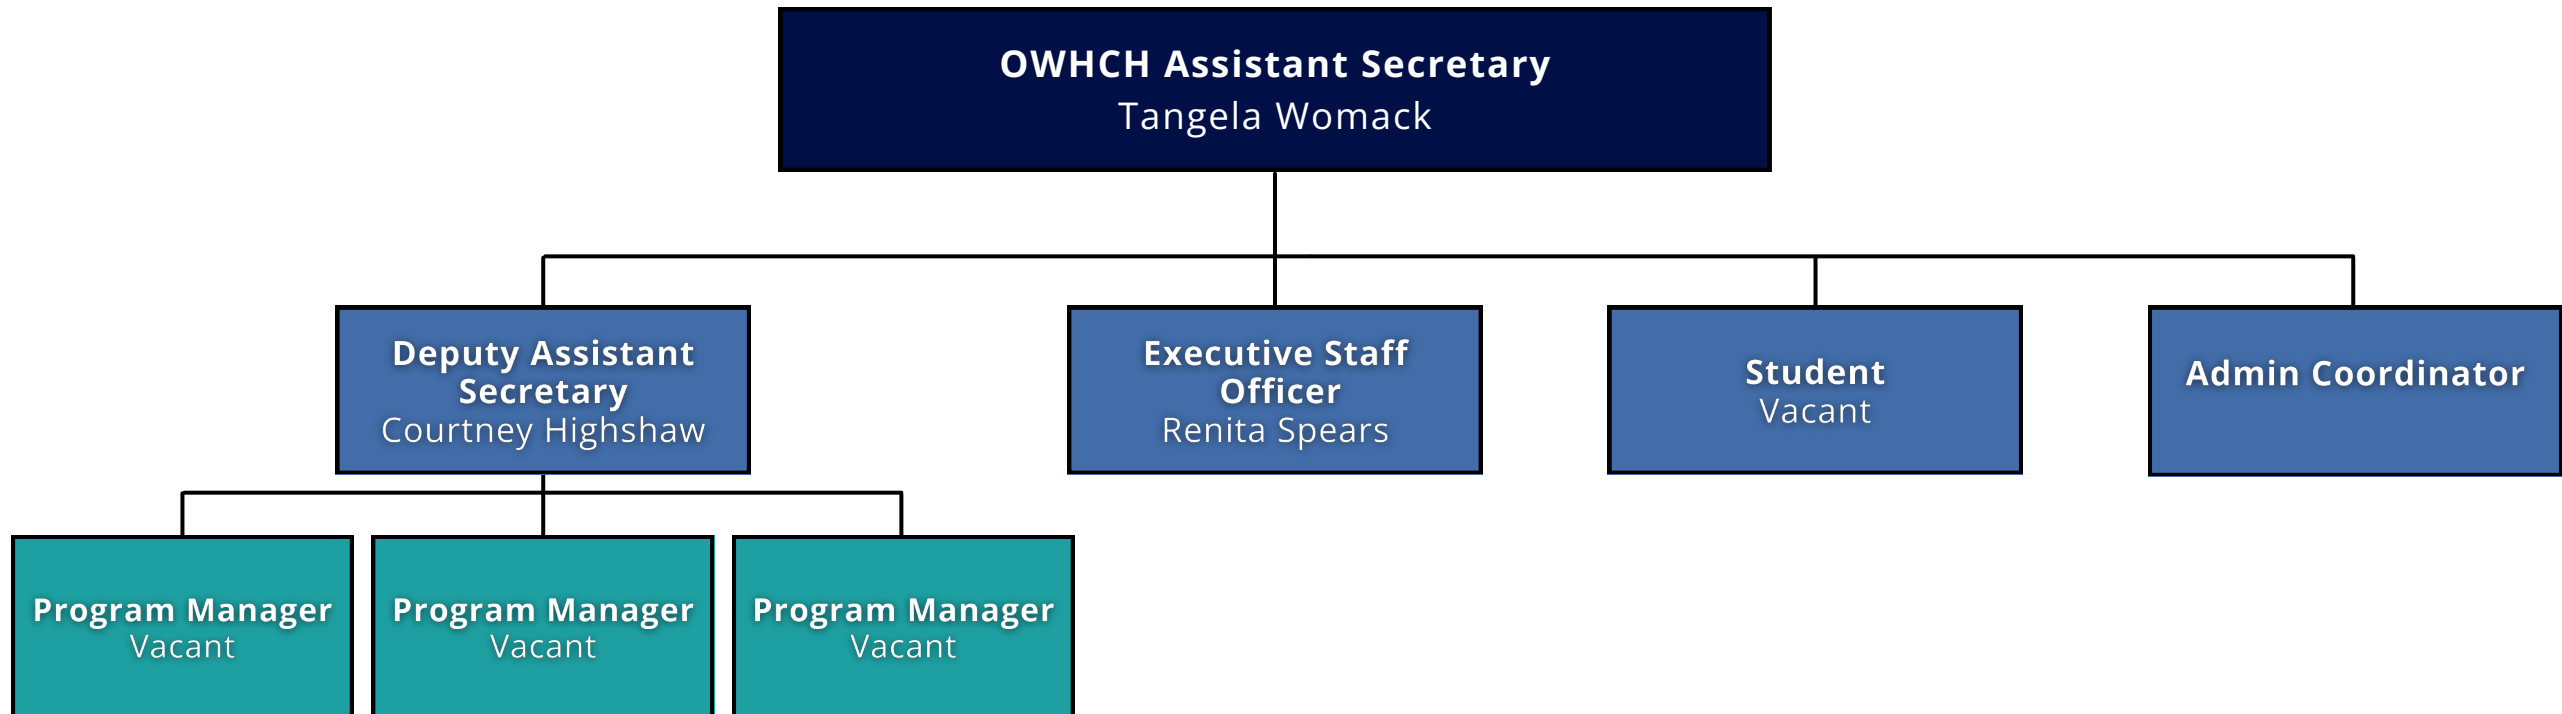 OWHCH Assistant Secretary
Tangela Womack
Deputy Assistant
Secretary
Courtney Highshaw
Executive Staff
Officer
Renita Spears
Student
Vacant
Admin Coordinator
Program Manager
Vacant
Program Manager
Vacant
Program Manager
Vacant